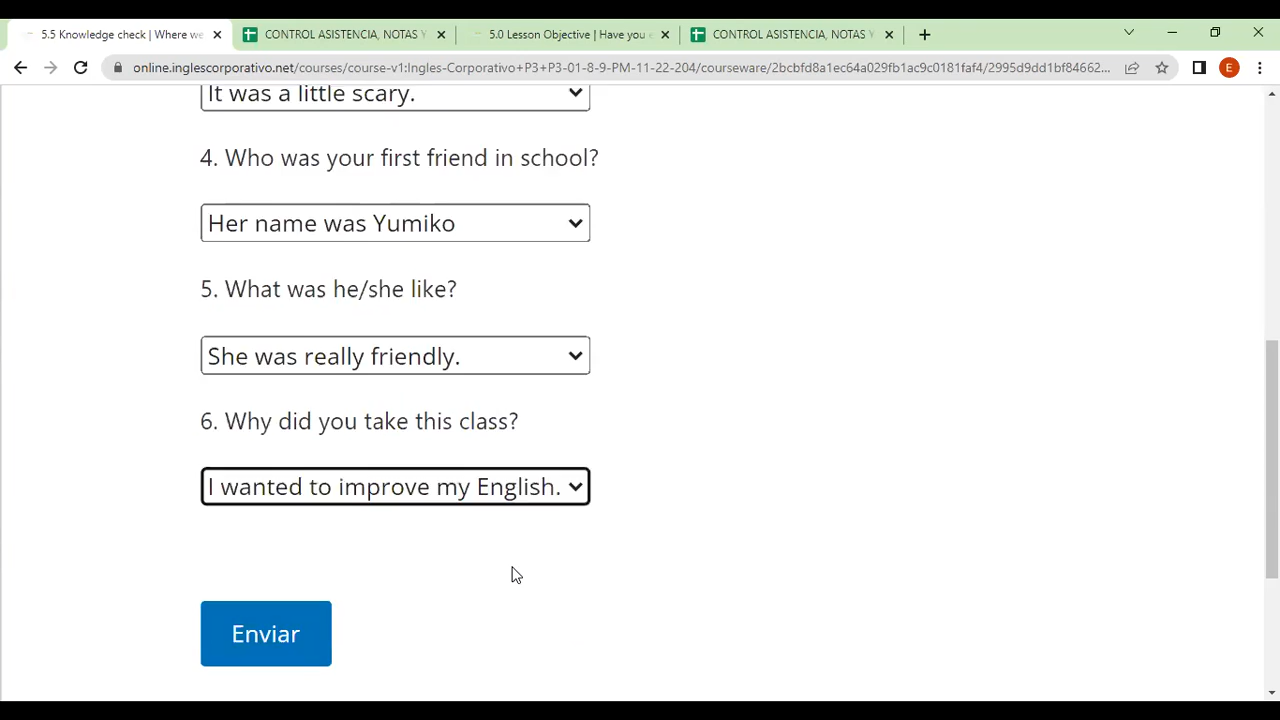 5.5 Knowledge check | Where we
CONTROL ASISTENCIA, NOTAS Y
5.0 Lesson Objective | Have you e
CONTROL ASISTENCIA, NOTAS Y
online.inglescorporativo.net/courses/course-v1:Ingles-Corporativo+P3+P3-01-8-9-PM-11-22-204/courseware/2bcbfd8a1ec64a029fb1ac9c0181faf4/2995d9dd1bf84662...
E
It was a little scary.
4. Who was your first friend in school?
Her name was Yumiko
5. What was he/she like?
She was really friendly.
6. Why did you take this class?
I wanted to improve my English.
Enviar